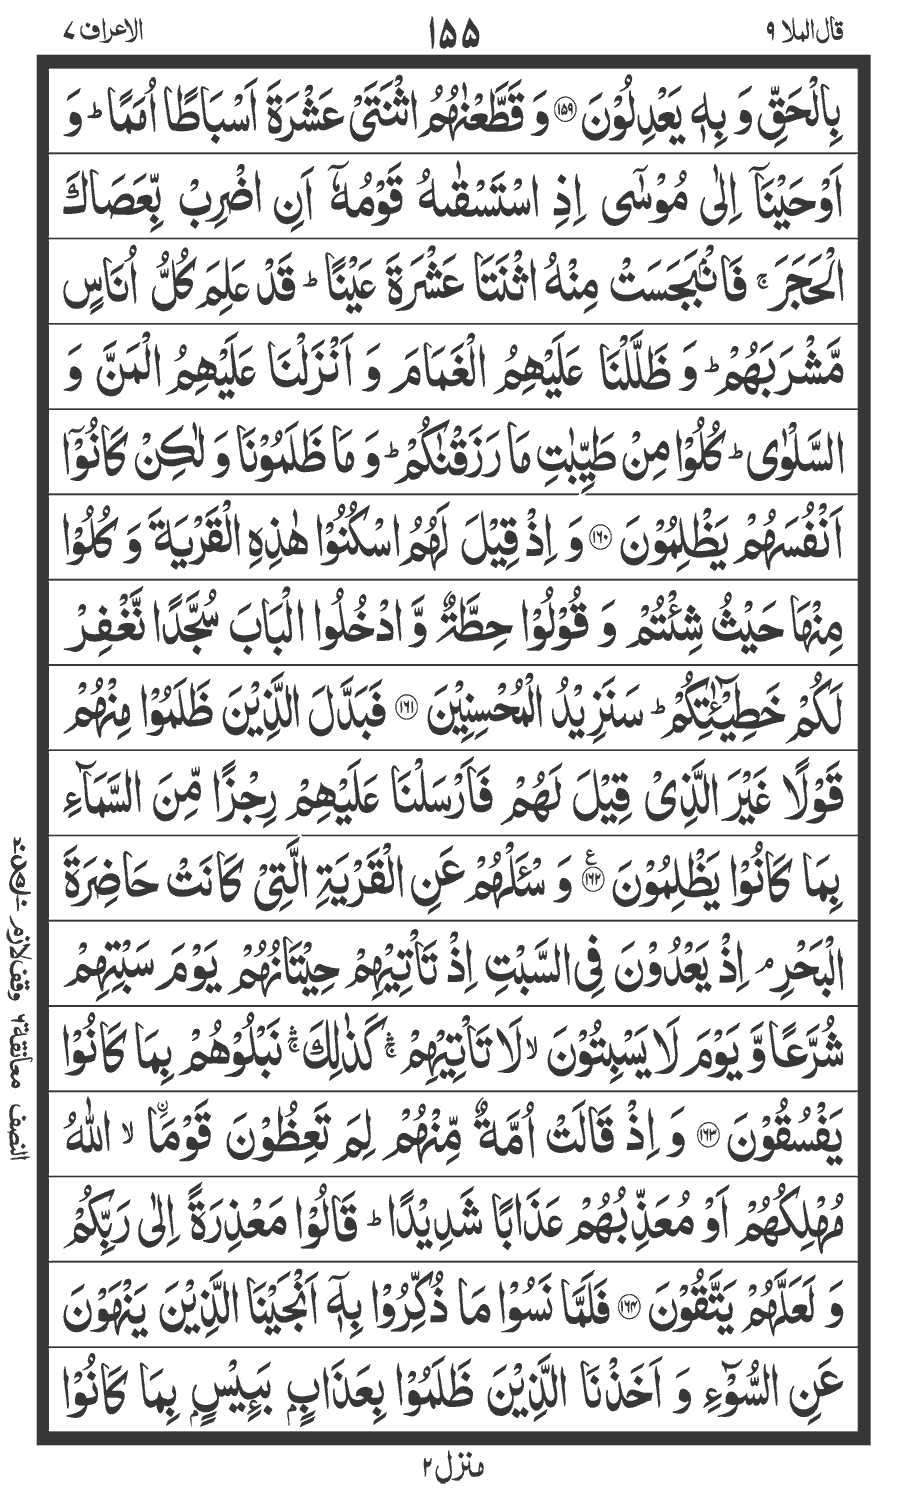 قال الملا ۹ ۱۵۵ الاعراف ۷
بِالْحَقِّ وَ بِهٖ يَعْدِلُوْنَ ﴿۱۵۹﴾ وَ قَطَّعْنٰهُمُ اثْنَتَيْ عَشْرَةَ اَسْبَاطًا اُمَمًا ؕ وَ
اَوْحَيْنَاۤ اِلٰى مُوْسٰۤى اِذِ اسْتَسْقٰىهُ قَوْمُهٗۤ اَنِ اضْرِبْ بِّعَصَاكَ
الْحَجَرَ ۚ فَانْۢبَجَسَتْ مِنْهُ اثْنَتَا عَشْرَةَ عَيْنًا ؕ قَدْ عَلِمَ كُلُّ اُنَاسٍ
مَّشْرَبَهُمْ ؕ وَ ظَلَّلْنَا عَلَيْهِمُ الْغَمَامَ وَ اَنْزَلْنَا عَلَيْهِمُ الْمَنَّ وَ
السَّلْوٰى ؕ كُلُوْا مِنْ طَيِّبٰتِ مَا رَزَقْنٰكُمْ ؕ وَ مَا ظَلَمُوْنَا وَ لٰكِنْ كَانُوْۤا
اَنْفُسَهُمْ يَظْلِمُوْنَ ﴿۱۶۰﴾ وَ اِذْ قِيْلَ لَهُمُ اسْكُنُوْا هٰذِهِ الْقَرْيَةَ وَ كُلُوْا
مِنْهَا حَيْثُ شِئْتُمْ وَ قُوْلُوْا حِطَّةٌ وَّ ادْخُلُوا الْبَابَ سُجَّدًا نَّغْفِرْ
لَكُمْ خَطِيْٓـٰٔتِكُمْ ؕ سَنَزِيْدُ الْمُحْسِنِيْنَ ﴿۱۶۱﴾ فَبَدَّلَ الَّذِيْنَ ظَلَمُوْا مِنْهُمْ
قَوْلًا غَيْرَ الَّذِيْ قِيْلَ لَهُمْ فَاَرْسَلْنَا عَلَيْهِمْ رِجْزًا مِّنَ السَّمَآءِ
بِمَا كَانُوْا يَظْلِمُوْنَ ﴿۱۶۲﴾ ع وَ سْـَٔلْهُمْ عَنِ الْقَرْيَةِ الَّتِيْ كَانَتْ حَاضِرَةَ
الْبَحْرِ ۘ اِذْ يَعْدُوْنَ فِي السَّبْتِ اِذْ تَاْتِيْهِمْ حِيْتَانُهُمْ يَوْمَ سَبْتِهِمْ
شُرَّعًا وَّ يَوْمَ لَا يَسْبِتُوْنَ ۙ لَا تَاْتِيْهِمْ ۛۚ كَذٰلِكَ ۛۚ نَبْلُوْهُمْ بِمَا كَانُوْا
يَفْسُقُوْنَ ﴿۱۶۳﴾ وَ اِذْ قَالَتْ اُمَّةٌ مِّنْهُمْ لِمَ تَعِظُوْنَ قَوْمَاۨ ۙ اللّٰهُ
مُهْلِكُهُمْ اَوْ مُعَذِّبُهُمْ عَذَابًا شَدِيْدًا ؕ قَالُوْا مَعْذِرَةً اِلٰى رَبِّكُمْ
وَ لَعَلَّهُمْ يَتَّقُوْنَ ﴿۱۶۴﴾ فَلَمَّا نَسُوْا مَا ذُكِّرُوْا بِهٖۤ اَنْجَيْنَا الَّذِيْنَ يَنْهَوْنَ
عَنِ السُّوْٓءِ وَ اَخَذْنَا الَّذِيْنَ ظَلَمُوْا بِعَذَابٍۭ بَـِٔيْسٍۭ بِمَا كَانُوْا
النصف معانقة ۶ وقف لازم
منزل ۲